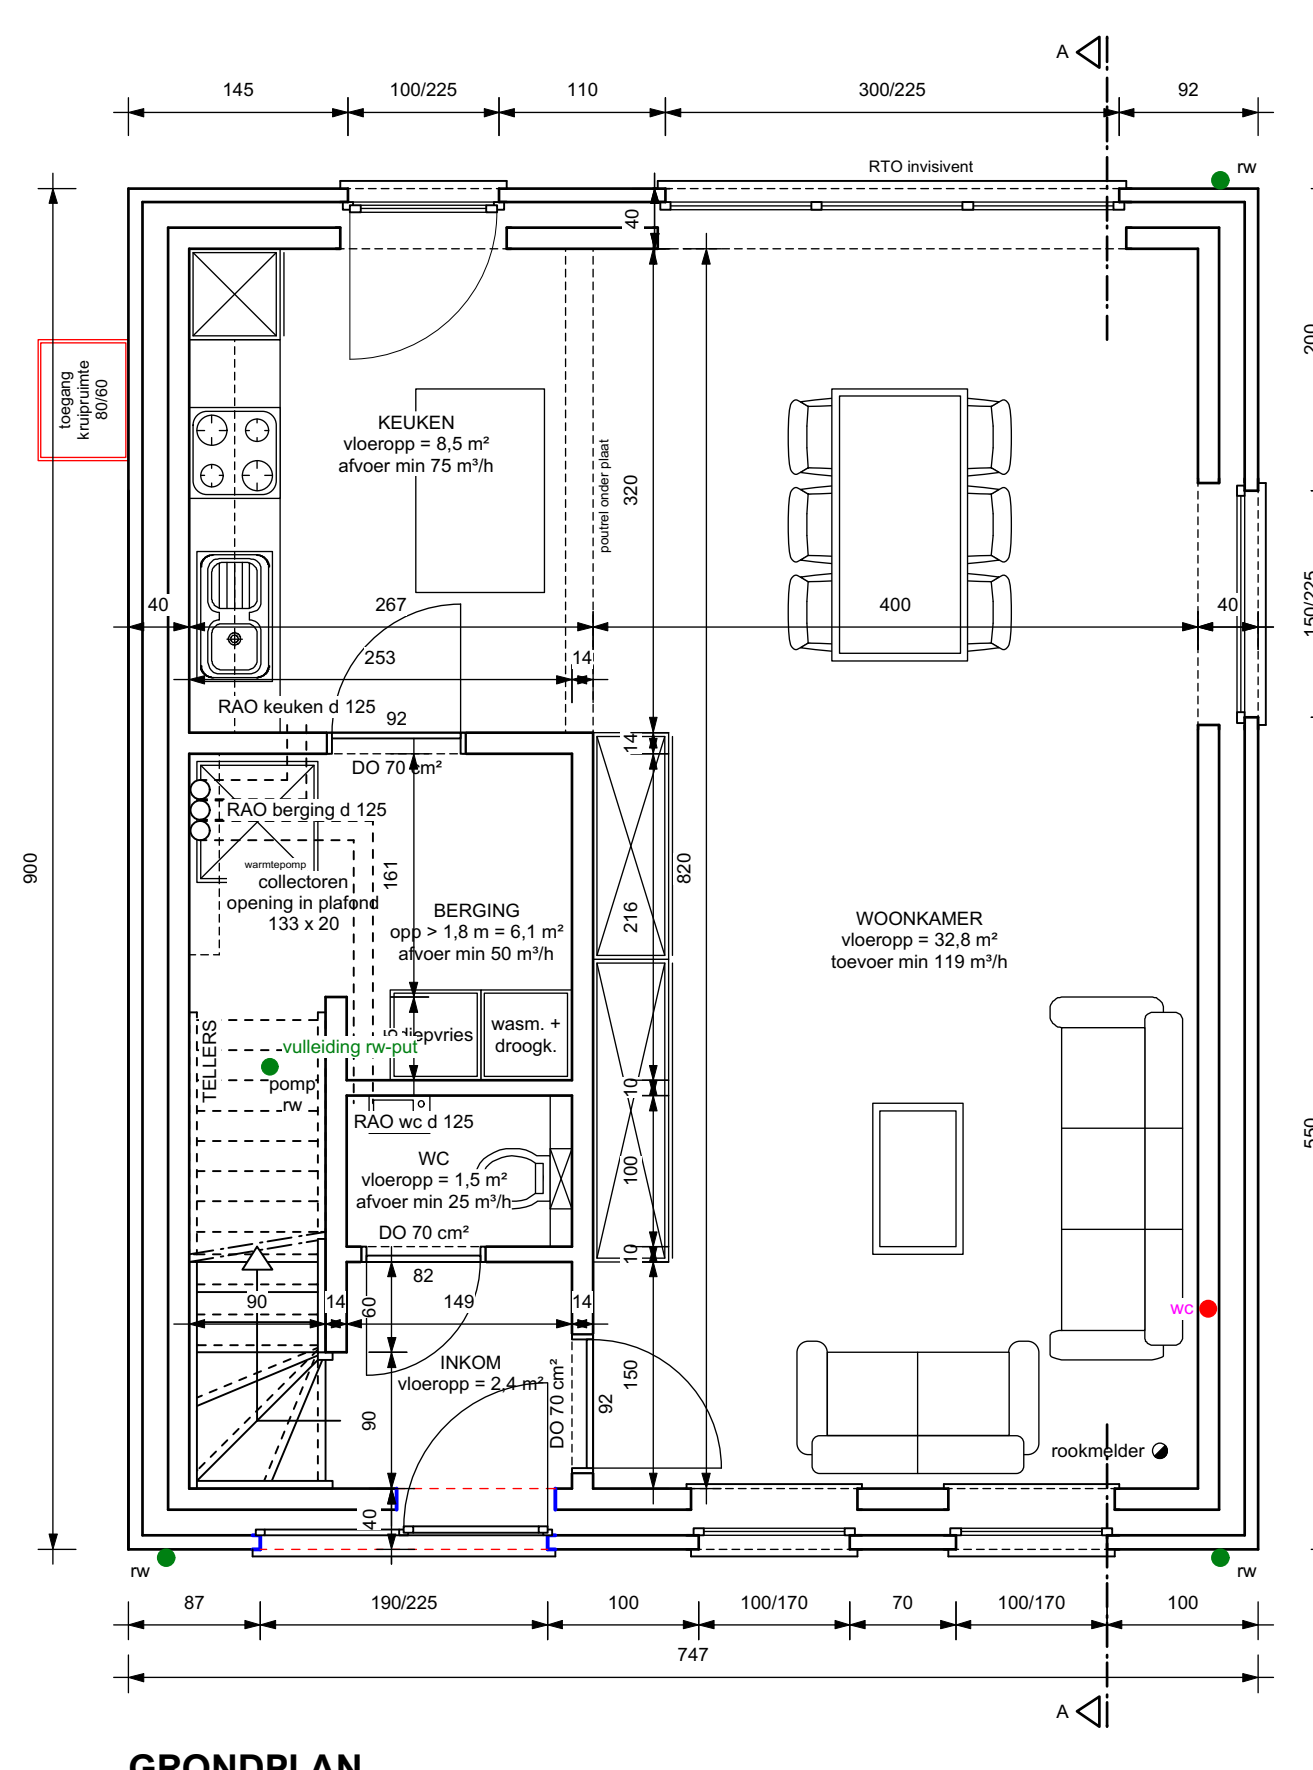 A
145
100/225
110
300/225
92
RTO invisivent
rw
40
200
toegang
kruipruimte
80/60
KEUKEN
vloeropp = 8,5 m²
afvoer min 75 m³/h
poutrel onder plaat
320
40
267
400
40
150/225
253
14
RAO keuken d 125
92
14
DO 70 cm²
RAO berging d 125
warmtepomp
collectoren
opening in plafond
133 x 20
161
900
820
216
BERGING
opp > 1,8 m = 6,1 m²
afvoer min 50 m³/h
WOONKAMER
vloeropp = 32,8 m²
toevoer min 119 m³/h
TELLERS
diepvries
wasm. +
droogk.
vulleiding rw-put
pomp
rw
10
RAO wc d 125
WC
vloeropp = 1,5 m²
afvoer min 25 m³/h
DO 70 cm²
100
550
10
82
90
14
60
149
14
wc
INKOM
vloeropp = 2,4 m²
DO 70 cm²
92
150
90
rookmelder
40
rw
rw
87
190/225
100
100/170
70
100/170
100
747
A
GRONDPLAN